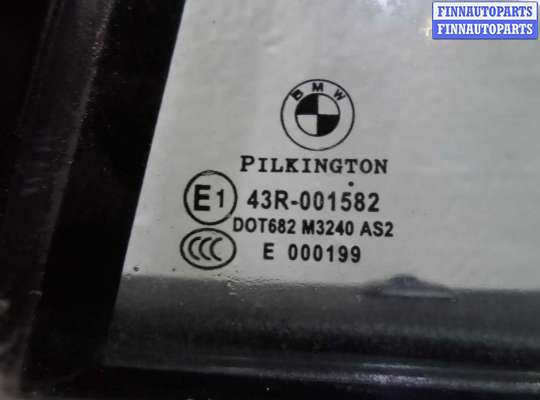 FINNAUTOPARTS
FINNAUTOPARTS
BMW
PILKINGTON
E1 43R-001582
DOT682 M3240 AS2
CCC E 000199